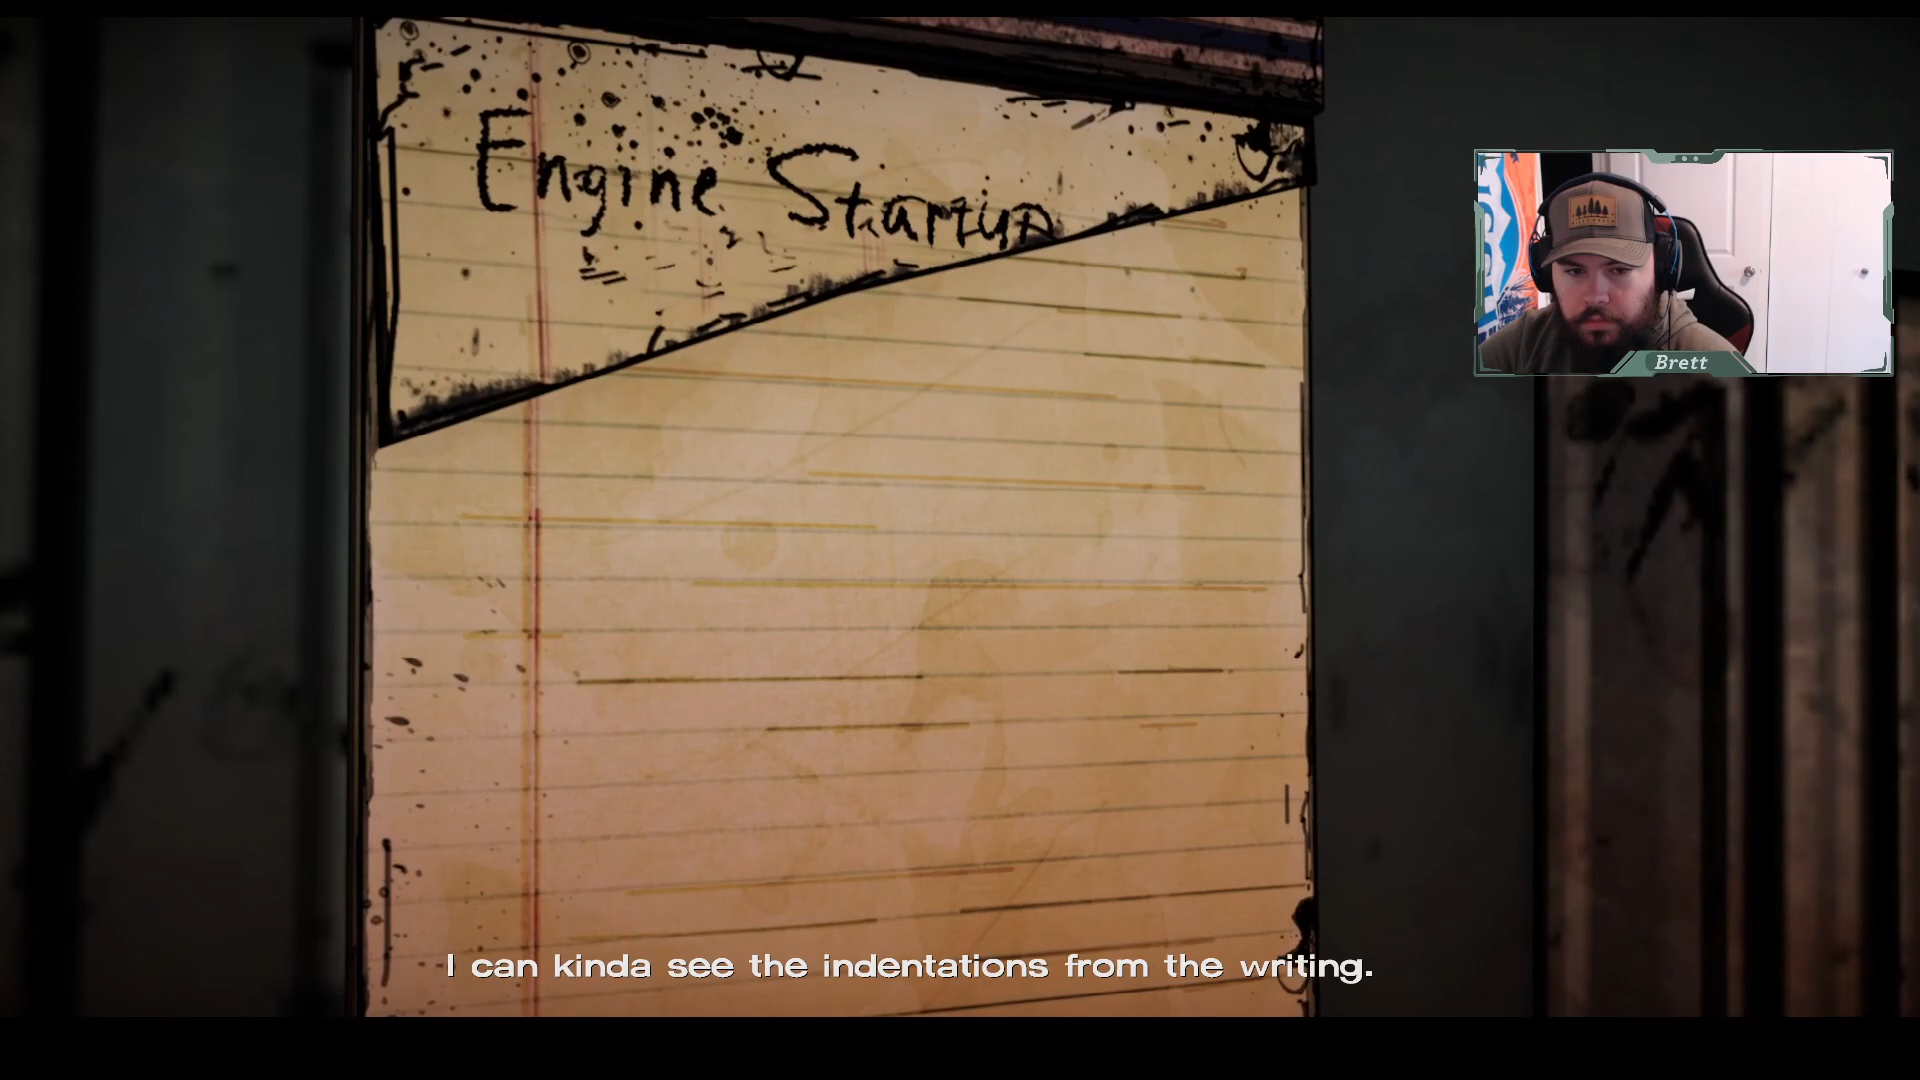 Engine Startup
Brett
I can kinda see the indentations from the writing.